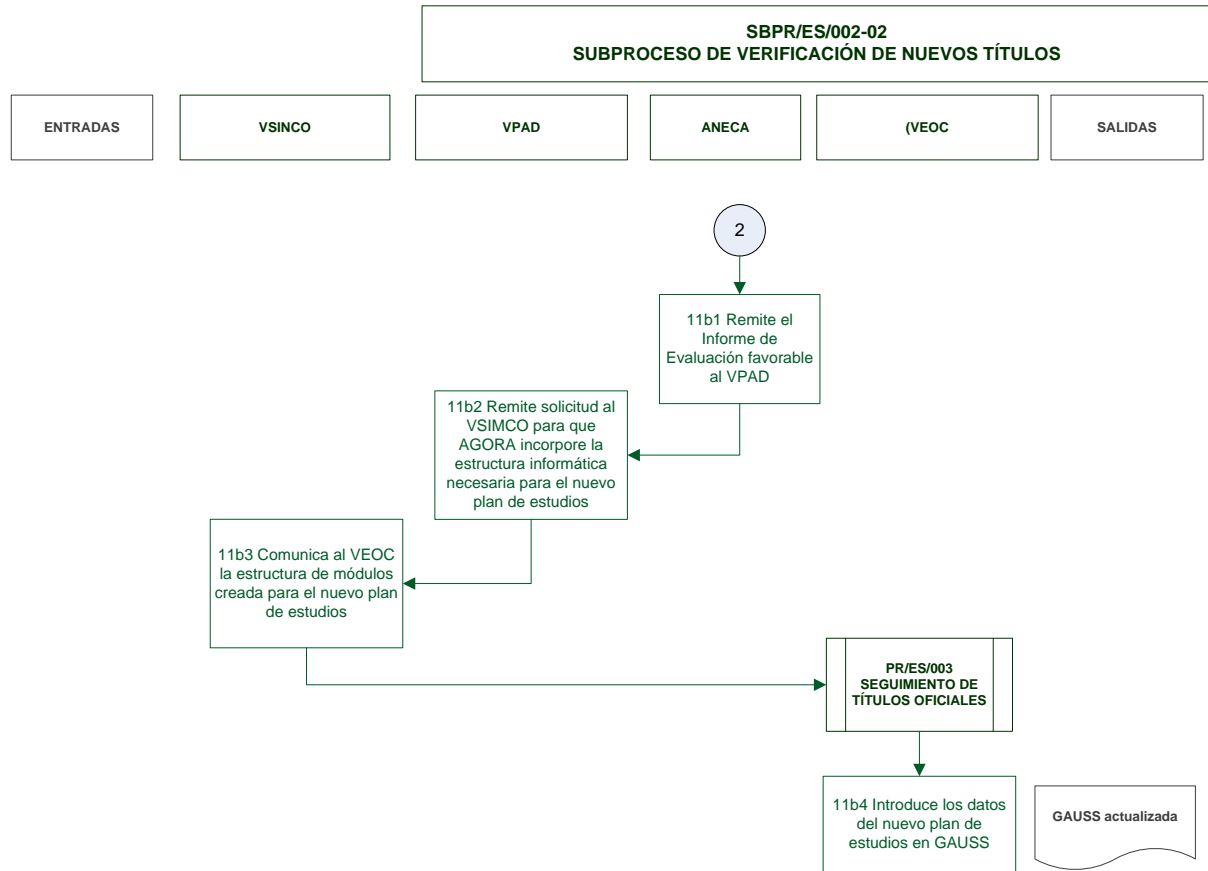 SBPR/ES/002-02
SUBPROCESO DE VERIFICACIÓN DE NUEVOS TÍTULOS
ENTRADAS
VSINCO
VPAD
ANECA
(VEOC
SALIDAS
2
11b1 Remite el
Informe de
Evaluación favorable
al VPAD
11b2 Remite solicitud al
VSIMCO para que
AGORA incorpore la
estructura informática
necesaria para el nuevo
plan de estudios
11b3 Comunica al VEOC
la estructura de módulos
creada para el nuevo plan
de estudios
PR/ES/003
SEGUIMIENTO DE
TÍTULOS OFICIALES
11b4 Introduce los datos
del nuevo plan de
estudios en GAUSS
GAUSS actualizada